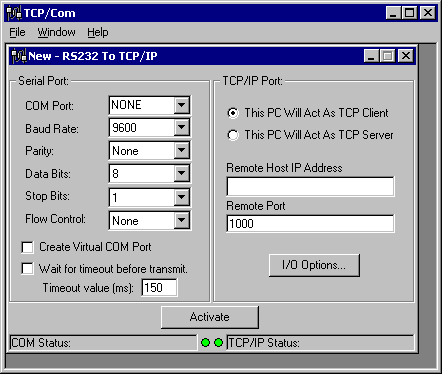 TCP/Com
File Window Help
New - RS232 To TCP/IP
Serial Port:
COM Port: NONE
Baud Rate: 9600
Parity: None
Data Bits: 8
Stop Bits: 1
Flow Control: None
Create Virtual COM Port
Wait for timeout before transmit.
Timeout value (ms): 150
TCP/IP Port:
This PC Will Act As TCP Client
This PC Will Act As TCP Server
Remote Host IP Address
Remote Port
1000
I/O Options...
Activate
COM Status:
TCP/IP Status: